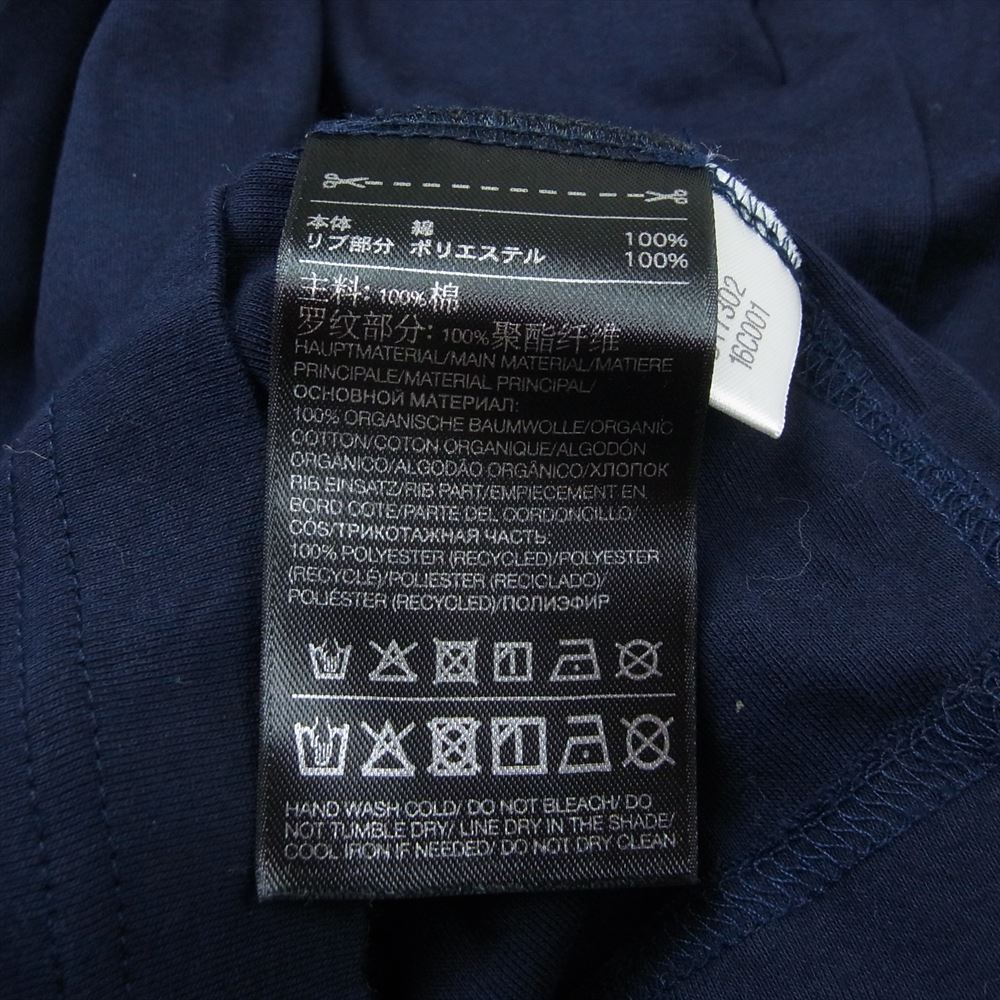 本体 綿 100%
リブ部分 ポリエステル 100%
主料: 100% 棉
罗纹部分: 100% 聚酯纤维
HAUPTMATERIAL/MAIN MATERIAL/MATIERE
PRINCIPALE/MATERIAL PRINCIPAL/
ОСНОВНОЙ МАТЕРИАЛ:
100% ORGANISCHE BAUMWOLLE/ORGANIC
COTTON/COTON ORGANIQUE/ALGODÓN
ORGÁNICO/ALGODÃO ORGÂNICO/ХЛОПОК
RIB EINSATZ/RIB PART/EMPIECEMENT EN
BORD COTE/PARTE DEL CORDONCILLO/
COS/ТРИКОТАЖНАЯ ЧАСТЬ:
100% POLYESTER (RECYCLED)/POLYESTER
(RECYCLÉ)/POLIESTER (RECICLADO)/
POLIÉSTER (RECYCLED)/ПОЛИЭФИР
HAND WASH COLD/ DO NOT BLEACH/ DO
NOT TUMBLE DRY/ LINE DRY IN THE SHADE/
COOL IRON IF NEEDED/ DO NOT DRY CLEAN
16C001